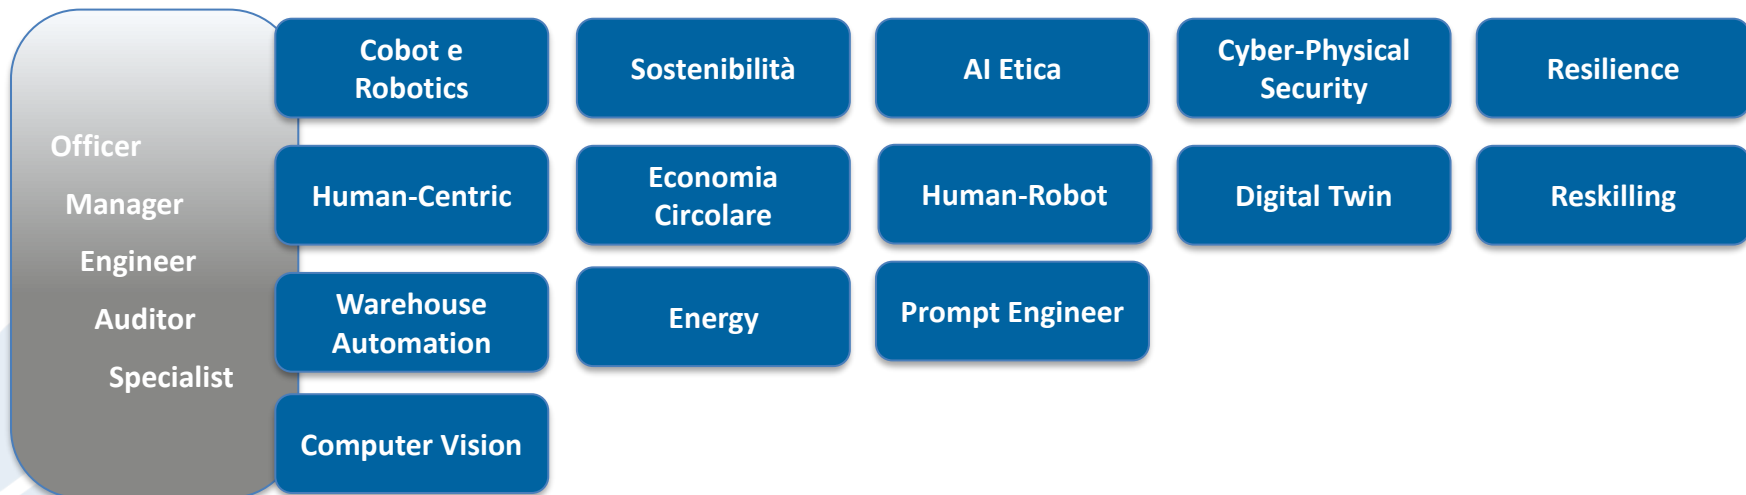 Officer
Manager
Engineer
Auditor
Specialist
Cobot e
Robotics
Sostenibilità
AI Etica
Cyber-Physical
Security
Resilience
Human-Centric
Economia
Circolare
Human-Robot
Digital Twin
Reskilling
Warehouse
Automation
Energy
Prompt Engineer
Computer Vision